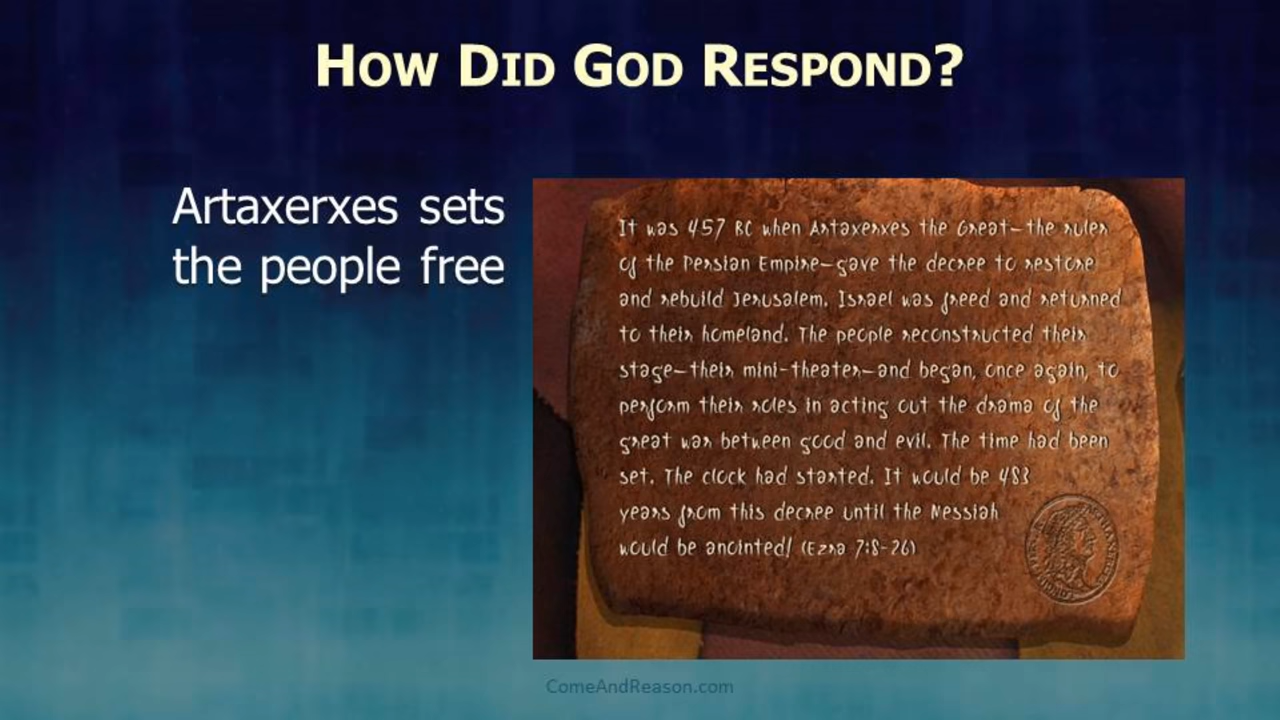 How Did God Respond?
Artaxerxes sets
the people free
It was 457 BC when Artaxerxes the Great—the ruler
of the Persian Empire—gave the decree to restore
and rebuild Jerusalem. Israel was freed and returned
to their homeland. The people reconstructed their
stage—their mini-theater—and began, once again, to
perform their roles in acting out the drama of the
great war between good and evil. The time had been
set. The clock had started. It would be 483
years from this decree until the Messiah
would be anointed! (Ezra 7:8-26)
ComeAndReason.com